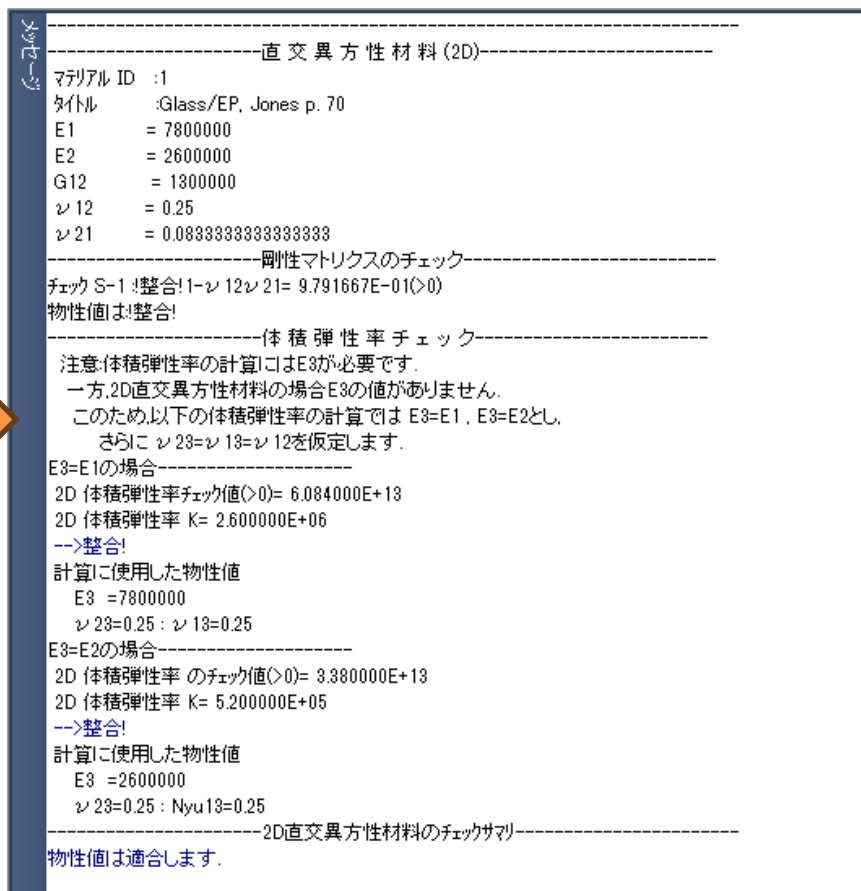 メッセージ
-----------------------------------------------------------------------
----------------------直 交 異 方 性 材 料 (2D)------------------------
マテリアル ID :1
タイトル :Glass/EP, Jones p. 70
E1 = 7800000
E2 = 2600000
G12 = 1300000
ν 12 = 0.25
ν 21 = 0.0833333333333333
----------------------剛性マトリクスのチェック--------------------------
チェック S-1 :!整合! 1-ν 12ν 21= 9.791667E-01(>0)
物性値は:!整合!
----------------------体 積 弾 性 率 チ ェ ッ ク------------------------
注意:体積弾性率の計算にはE3が必要です.
一方,2D直交異方性材料の場合E3の値がありません.
このため,以下の体積弾性率の計算では E3=E1 , E3=E2とし,
さらに ν 23=ν 13=ν 12を仮定します.
E3=E1の場合--------------------
2D 体積弾性率チェック値(>0)= 6.084000E+13
2D 体積弾性率 K= 2.600000E+06
-->整合!
計算に使用した物性値
E3 =7800000
ν 23=0.25 : ν 13=0.25
E3=E2の場合--------------------
2D 体積弾性率 のチェック値(>0)= 3.380000E+13
2D 体積弾性率 K= 5.200000E+05
-->整合!
計算に使用した物性値
E3 =2600000
ν 23=0.25 : Nyu13=0.25
----------------------2D直交異方性材料のチェックサマリ-----------------------
物性値は適合します.